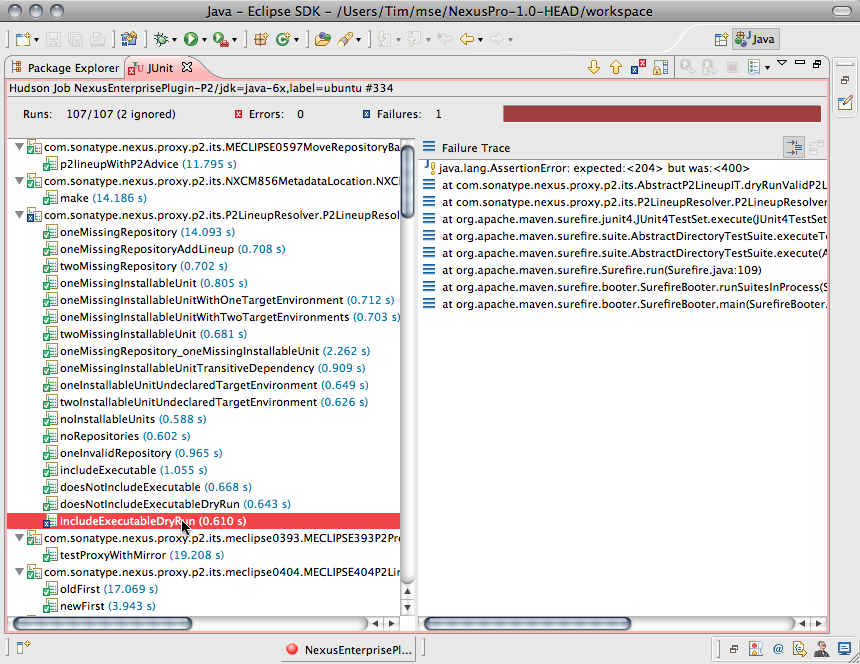 Java - Eclipse SDK - /Users/Tim/mse/NexusPro-1.0-HEAD/workspace
Java
Package Explorer
JUnit
Hudson Job NexusEnterprisePlugin-P2/jdk=java-6x,label=ubuntu #334
Runs: 107/107 (2 ignored) Errors: 0 Failures: 1
com.sonatype.nexus.proxy.p2.its.MECLIPSE0597MoveRepositoryBa
p2lineupWithP2Advice (11.795 s)
com.sonatype.nexus.proxy.p2.its.NXCM856MetadataLocation.NXCI
make (14.186 s)
com.sonatype.nexus.proxy.p2.its.P2LineupResolver.P2LineupResol
oneMissingRepository (14.093 s)
oneMissingRepositoryAddLineup (0.708 s)
twoMissingRepository (0.702 s)
oneMissingInstallableUnit (0.805 s)
oneMissingInstallableUnitWithOneTargetEnvironment (0.712 s)
oneMissingInstallableUnitWithTwoTargetEnvironments (0.703 s)
twoMissingInstallableUnit (0.681 s)
oneMissingRepository_oneMissingInstallableUnit (2.262 s)
oneMissingInstallableUnitTransitiveDependency (0.909 s)
oneInstallableUnitUndeclaredTargetEnvironment (0.649 s)
twoInstallableUnitUndeclaredTargetEnvironment (0.626 s)
noInstallableUnits (0.588 s)
noRepositories (0.602 s)
oneInvalidRepository (0.965 s)
includeExecutable (1.055 s)
doesNotIncludeExecutable (0.668 s)
doesNotIncludeExecutableDryRun (0.643 s)
includeExecutableDryRun (0.610 s)
com.sonatype.nexus.proxy.p2.its.meclipse0393.MECLIPSE393P2Pro
testProxyWithMirror (19.208 s)
com.sonatype.nexus.proxy.p2.its.meclipse0404.MECLIPSE404P2Lin
oldFirst (17.069 s)
newFirst (3.943 s)
Failure Trace
java.lang.AssertionError: expected:<204> but was:<400>
at com.sonatype.nexus.proxy.p2.its.AbstractP2LineupIT.dryRunValidP2L
at com.sonatype.nexus.proxy.p2.its.P2LineupResolver.P2LineupResolver
at org.apache.maven.surefire.junit4.JUnit4TestSet.execute(JUnit4TestSet
at org.apache.maven.surefire.suite.AbstractDirectoryTestSuite.executeT
at org.apache.maven.surefire.suite.AbstractDirectoryTestSuite.execute(A
at org.apache.maven.surefire.Surefire.run(Surefire.java:109)
at org.apache.maven.surefire.booter.SurefireBooter.runSuitesInProcess(S
at org.apache.maven.surefire.booter.SurefireBooter.main(SurefireBooter.
NexusEnterprisePl...